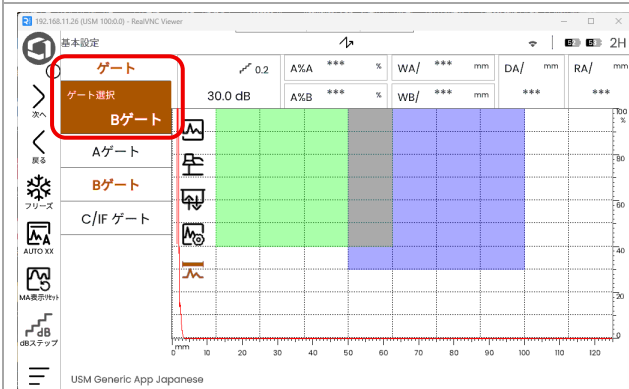 192.168.11.26 (USM 100:0.0) - RealVNC Viewer
基本設定
2H
ゲート
0.2
A%A *** %
WA/ *** mm
DA/ mm
RA/ mm
ゲート選択
Bゲート
30.0 dB
A%B *** %
WB/ *** mm
***
***
次へ
Aゲート
戻る
Bゲート
フリーズ
C/IF ゲート
AUTO XX
MA表示リセット
dB
dBステップ
100
%
80
60
40
20
0
mm
0 10 20 30 40 50 60 70 80 90 100 110 120
USM Generic App Japanese